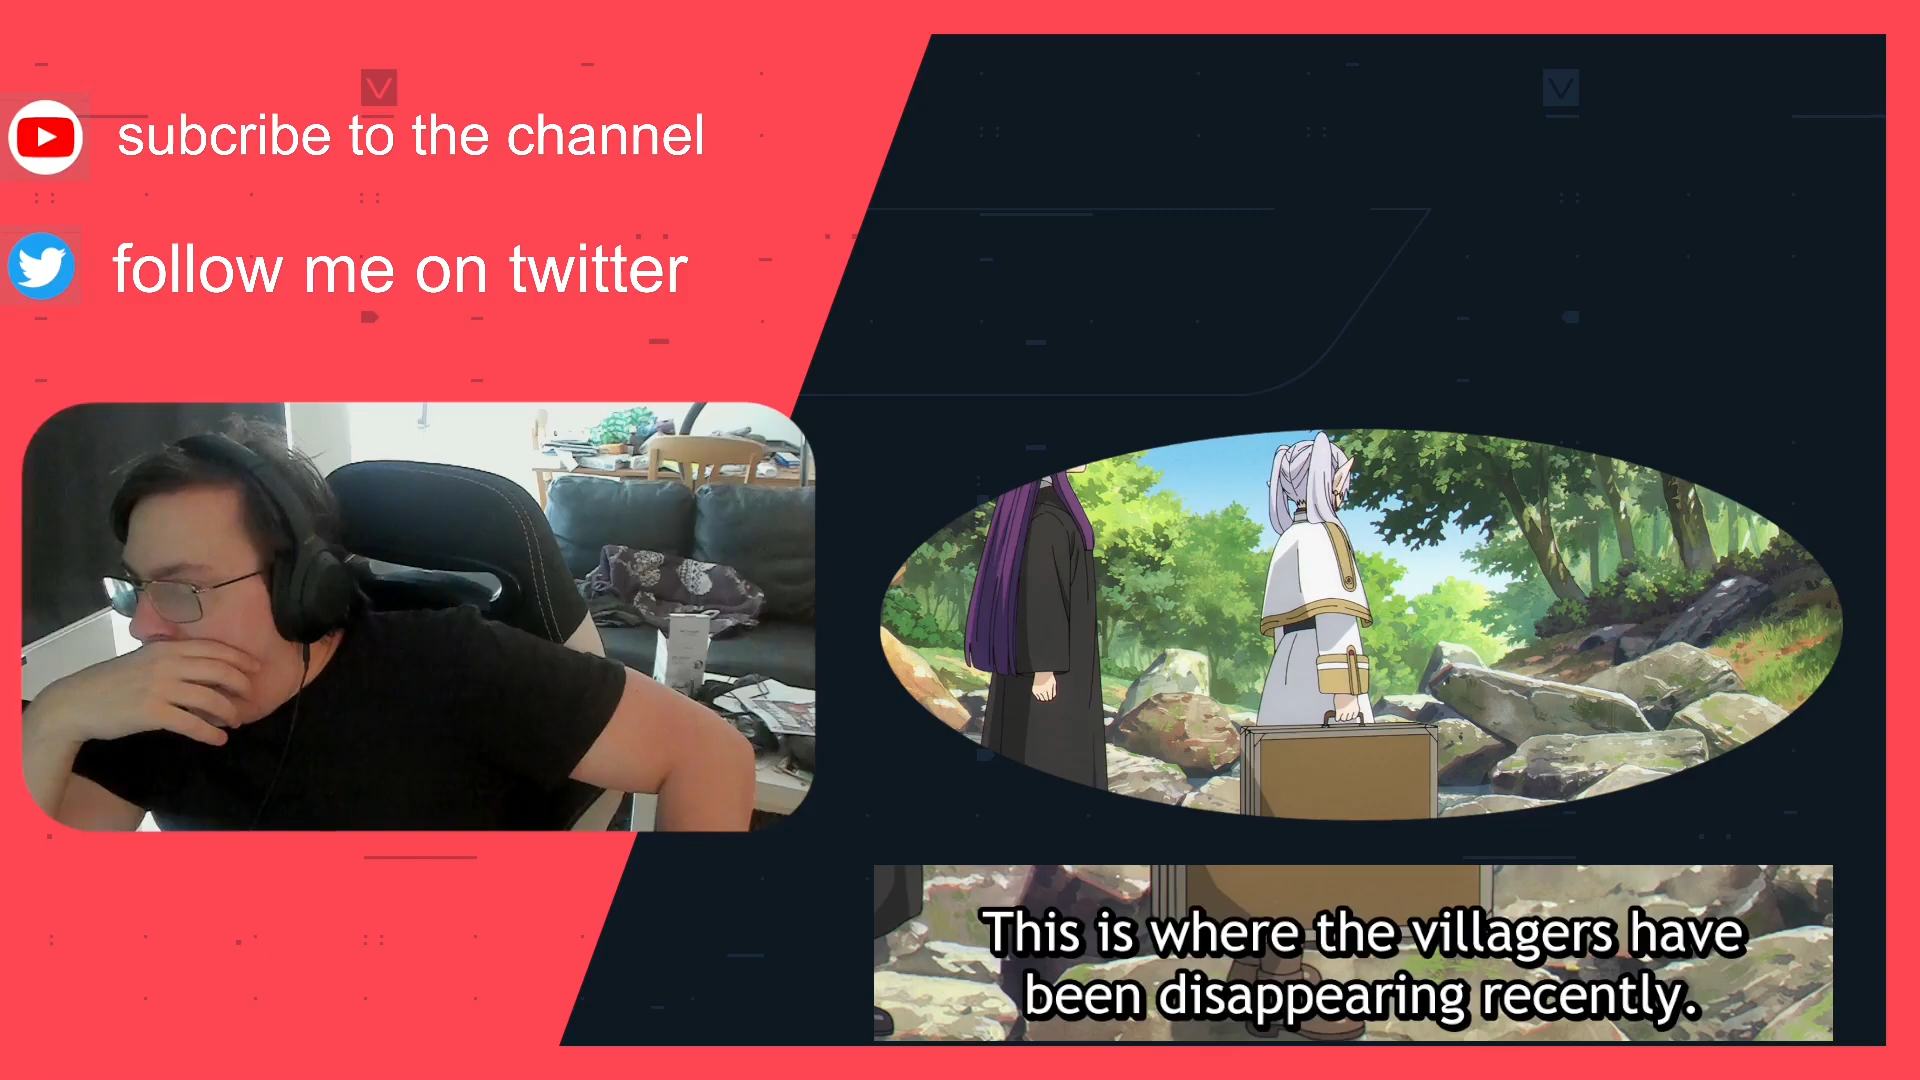 subcribe to the channel
follow me on twitter
This is where the villagers have
been disappearing recently.